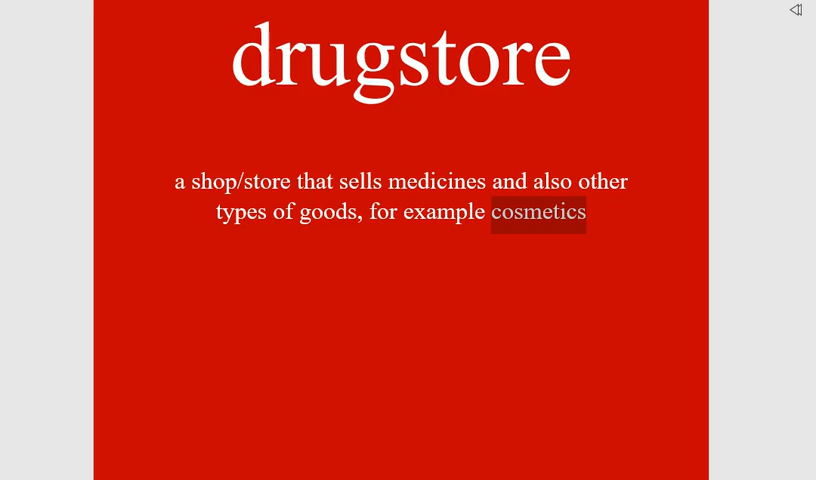 drugstore
a shop/store that sells medicines and also other
types of goods, for example cosmetics